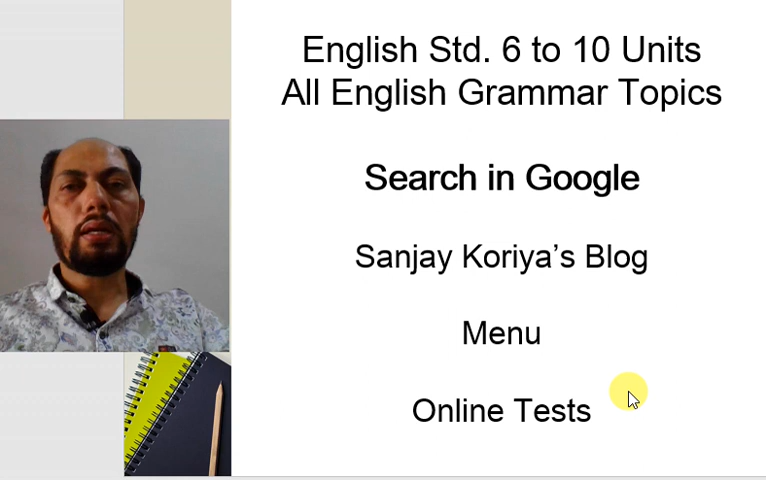 English Std. 6 to 10 Units
All English Grammar Topics
Search in Google
Sanjay Koriya’s Blog
Menu
Online Tests